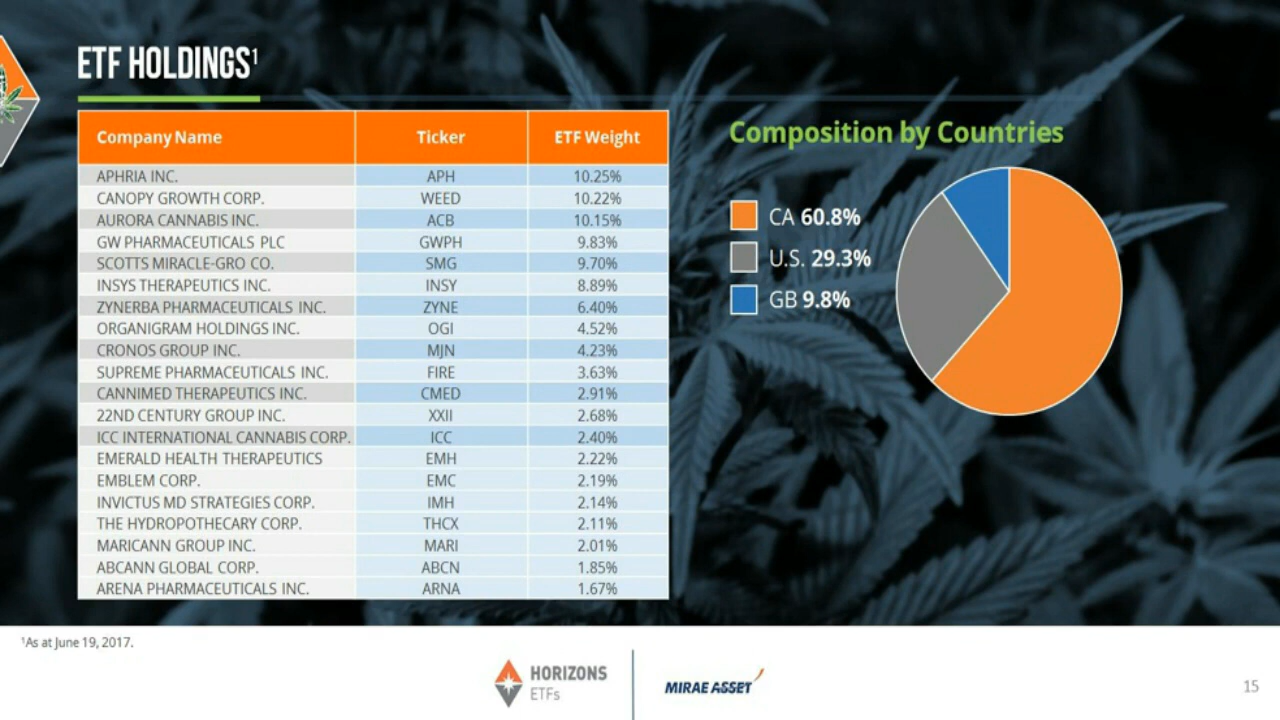 ETF HOLDINGS¹
Company Name Ticker ETF Weight
APHRIA INC. APH 10.25%
CANOPY GROWTH CORP. WEED 10.22%
AURORA CANNABIS INC. ACB 10.15%
GW PHARMACEUTICALS PLC GWPH 9.83%
SCOTTS MIRACLE-GRO CO. SMG 9.70%
INSYS THERAPEUTICS INC. INSY 8.89%
ZYNERBA PHARMACEUTICALS INC. ZYNE 6.40%
ORGANIGRAM HOLDINGS INC. OGI 4.52%
CRONOS GROUP INC. MJN 4.23%
SUPREME PHARMACEUTICALS INC. FIRE 3.63%
CANNIMED THERAPEUTICS INC. CMED 2.91%
22ND CENTURY GROUP INC. XXII 2.68%
ICC INTERNATIONAL CANNABIS CORP. ICC 2.40%
EMERALD HEALTH THERAPEUTICS EMH 2.22%
EMBLEM CORP. EMC 2.19%
INVICTUS MD STRATEGIES CORP. IMH 2.14%
THE HYDROPOTHECARY CORP. THCX 2.11%
MARICANN GROUP INC. MARI 2.01%
ABCANN GLOBAL CORP. ABCN 1.85%
ARENA PHARMACEUTICALS INC. ARNA 1.67%
Composition by Countries
CA 60.8%
U.S. 29.3%
GB 9.8%
¹As at June 19, 2017.
HORIZONS
ETFs
MIRAE ASSET
15